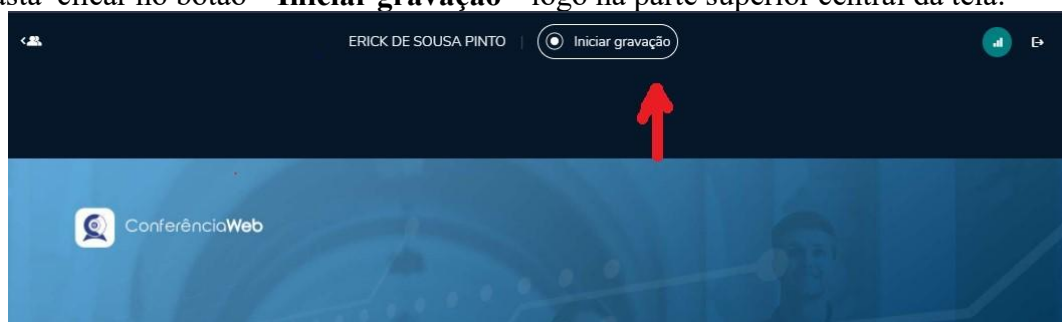 clicar no botão "Iniciar gravação" logo na parte superior central da tela.
ERICK DE SOUSA PINTO | Iniciar gravação
ConferênciaWeb